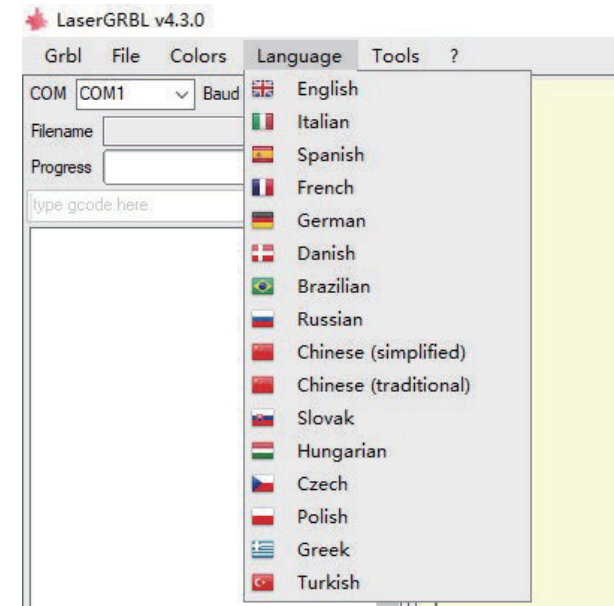 LaserGRBL v4.3.0
Grbl File Colors Language Tools ?
COM COM1 Baud
Filename
Progress
type gcode here
English
Italian
Spanish
French
German
Danish
Brazilian
Russian
Chinese (simplified)
Chinese (traditional)
Slovak
Hungarian
Czech
Polish
Greek
Turkish